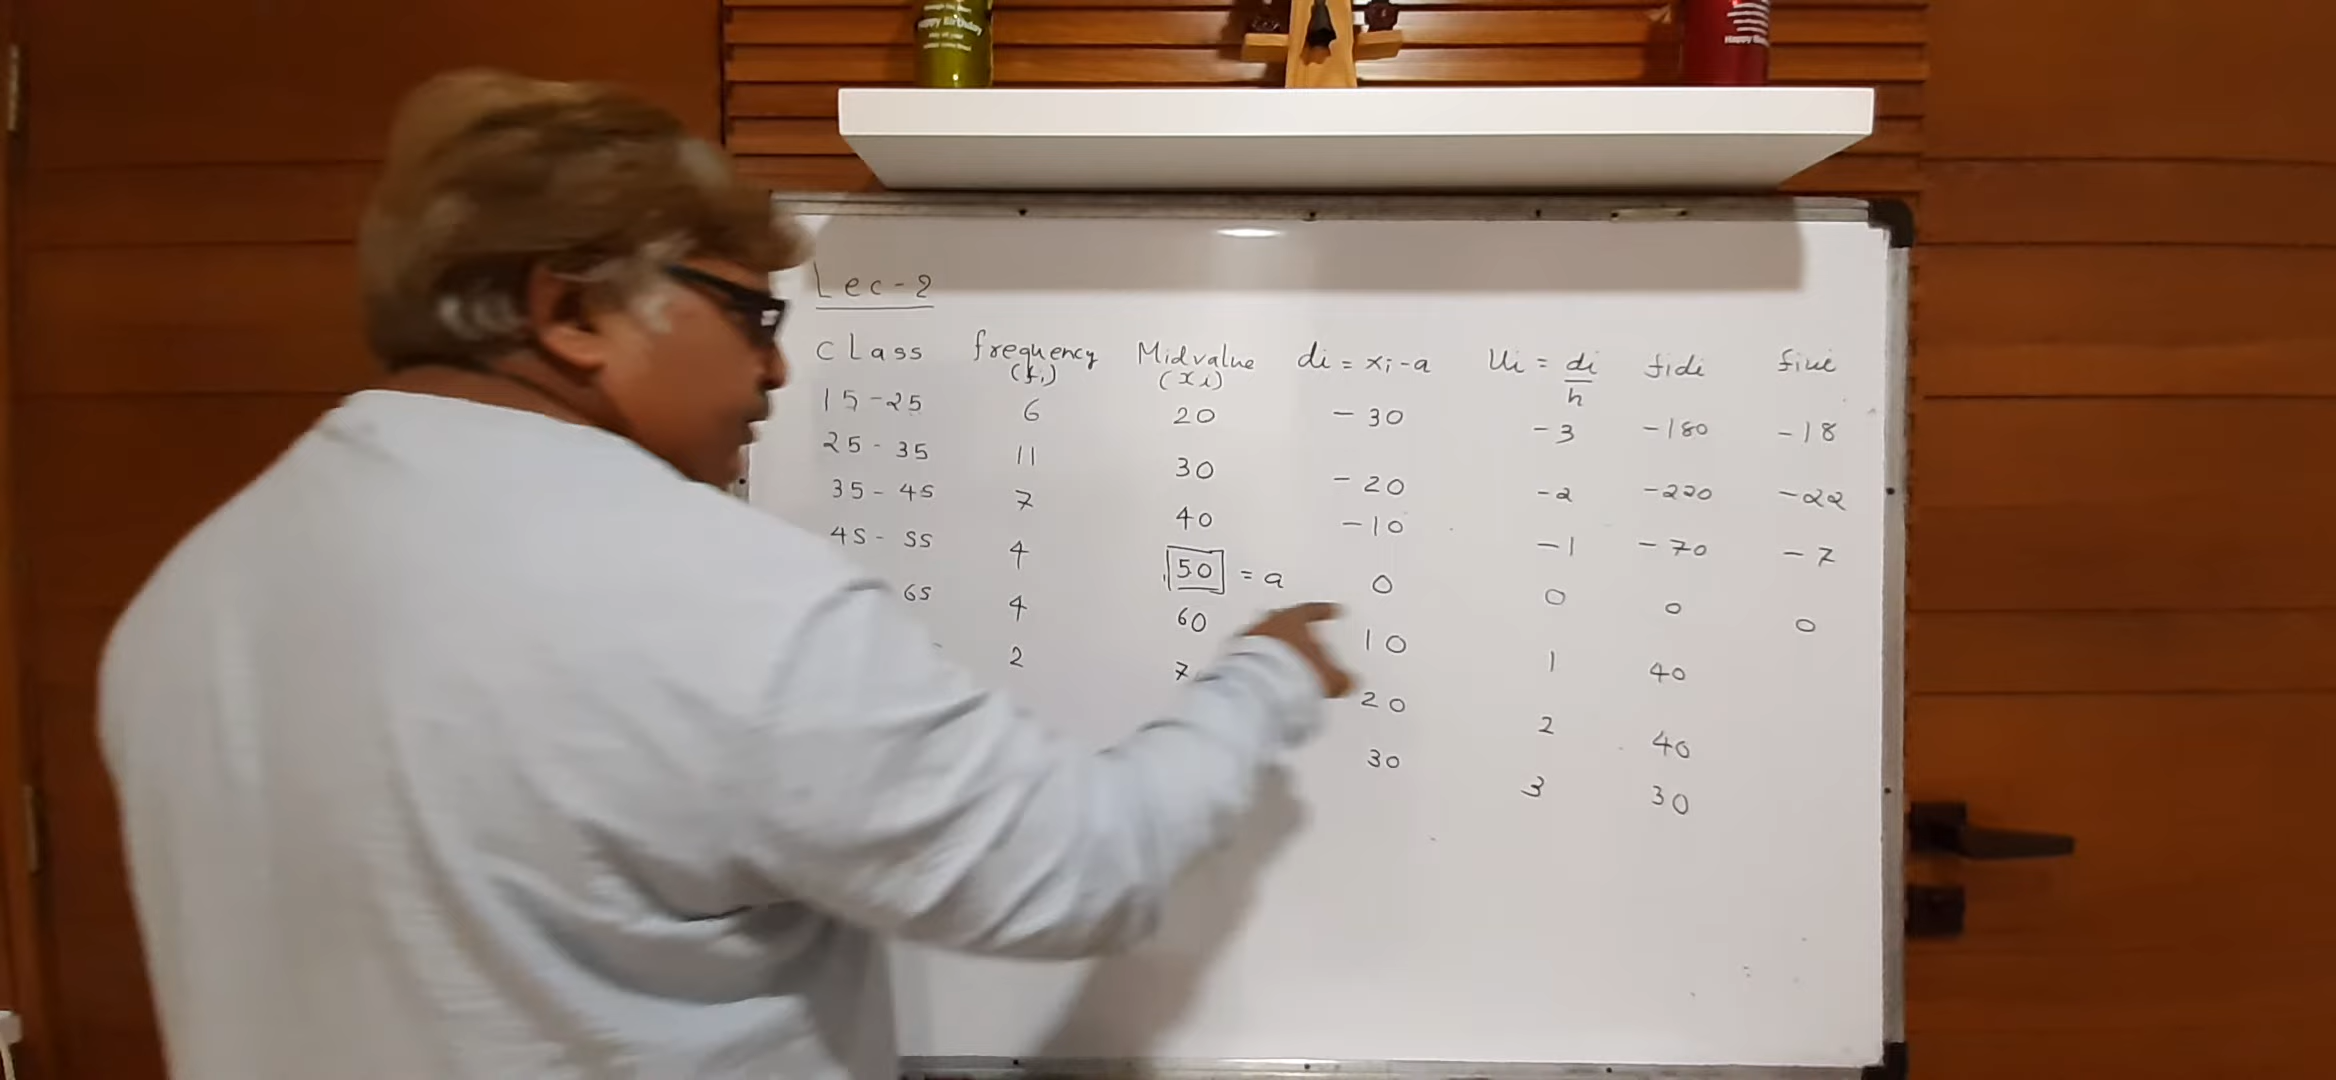 Happy Birthday
Happy
Lec-2
Class frequency (fi) Midvalue (xi) di = xi-a ui = di/h fidi fiui
15-25 6 20 -30 -3 -180 -18
25-35 11 30 -20 -2 -220 -22
35-45 7 40 -10 -1 -70 -7
45-55 4 50 = a 0 0 0 0
65 4 60 10 1 40
2 7 20 2 40
30 3 30